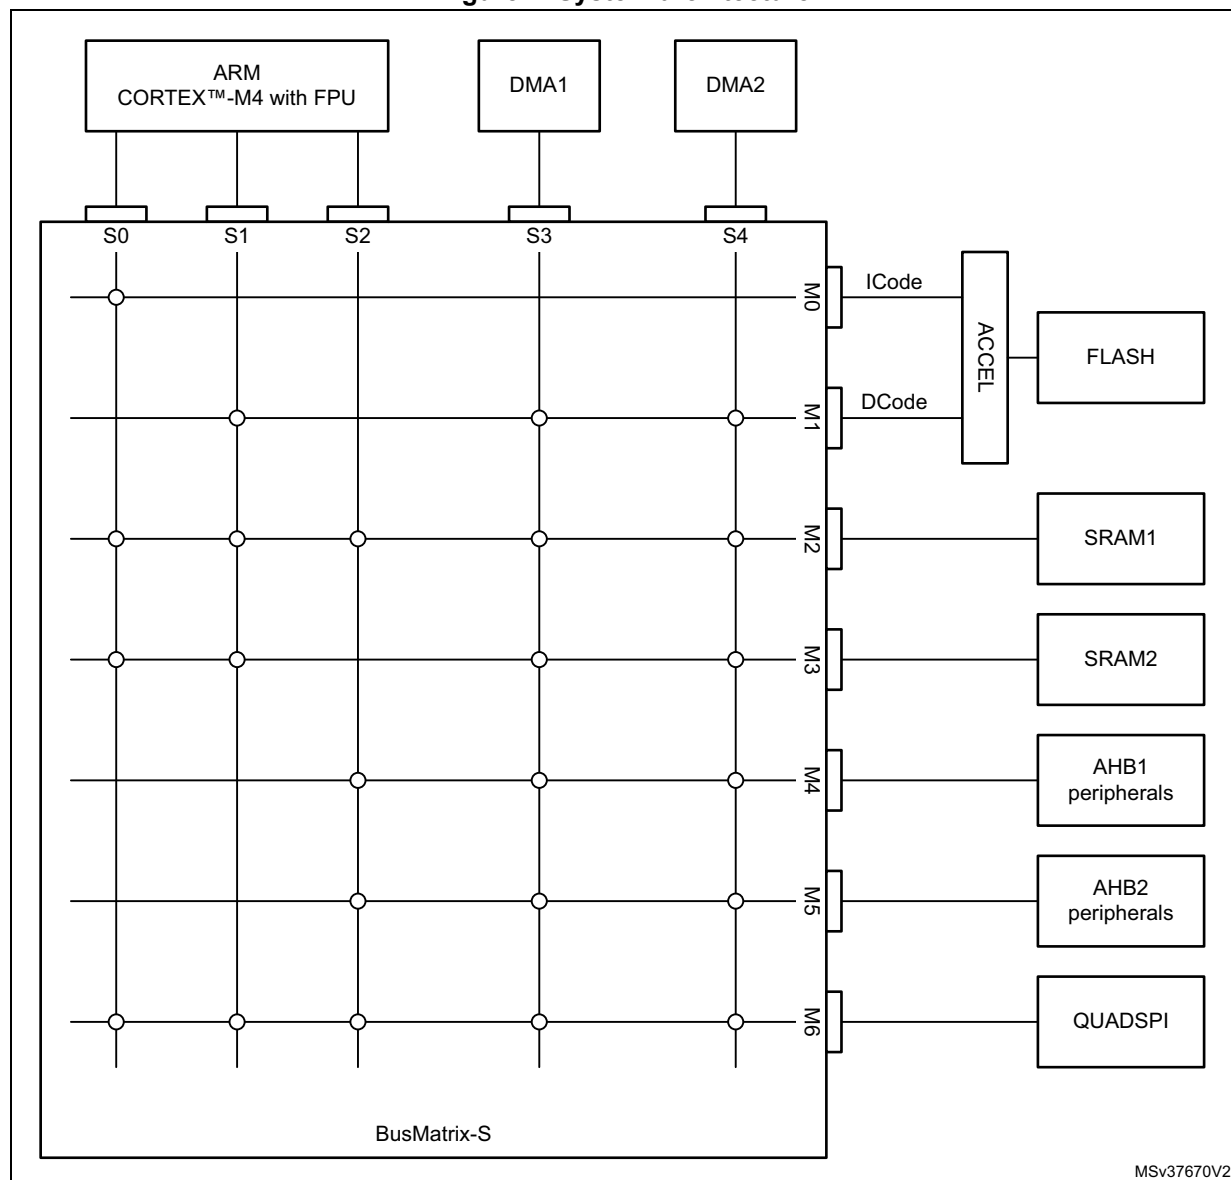 ARM
CORTEX™-M4 with FPU
DMA1
DMA2
S0
S1
S2
S3
S4
M0
ICode
ACCEL
FLASH
M1
DCode
M2
SRAM1
M3
SRAM2
M4
AHB1
peripherals
M5
AHB2
peripherals
M6
QUADSPI
BusMatrix-S
MSv37670V2